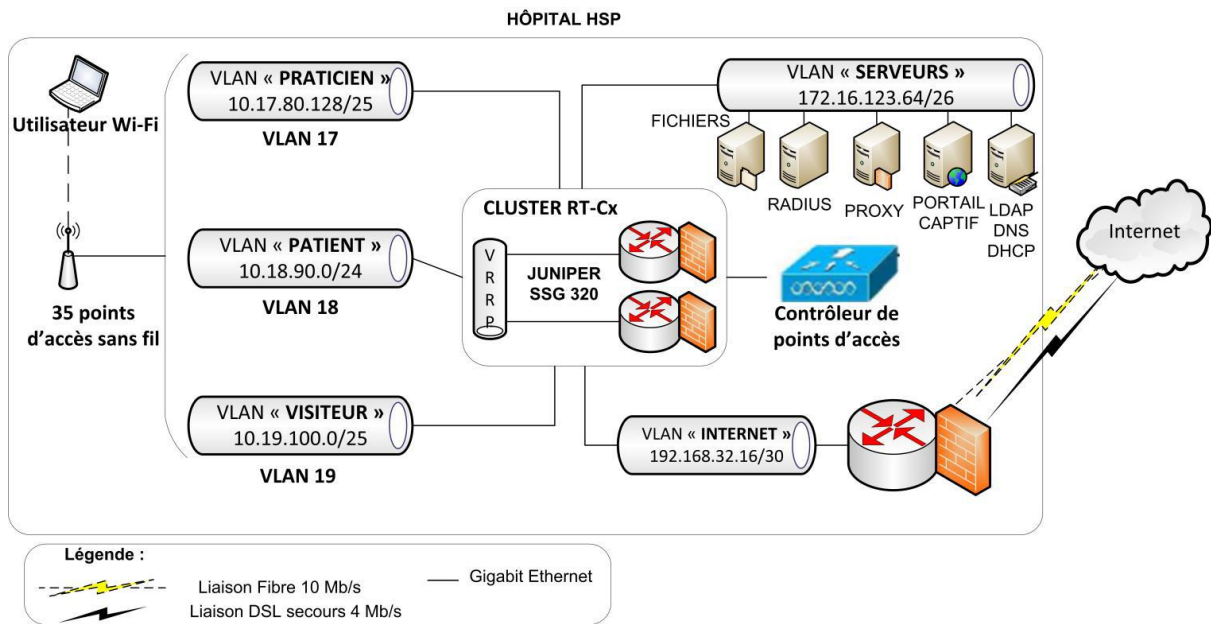 HÔPITAL HSP
Utilisateur Wi-Fi
35 points
d'accès sans fil
VLAN « PRATICIEN »
10.17.80.128/25
VLAN 17
VLAN « PATIENT »
10.18.90.0/24
VLAN 18
VLAN « VISITEUR »
10.19.100.0/25
VLAN 19
CLUSTER RT-Cx
V
R
R
P
JUNIPER
SSG 320
VLAN « SERVEURS »
172.16.123.64/26
FICHIERS
RADIUS
PROXY
PORTAIL
CAPTIF
LDAP
DNS
DHCP
Contrôleur de
points d'accès
VLAN « INTERNET »
192.168.32.16/30
Internet
Légende :
Liaison Fibre 10 Mb/s
Gigabit Ethernet
Liaison DSL secours 4 Mb/s